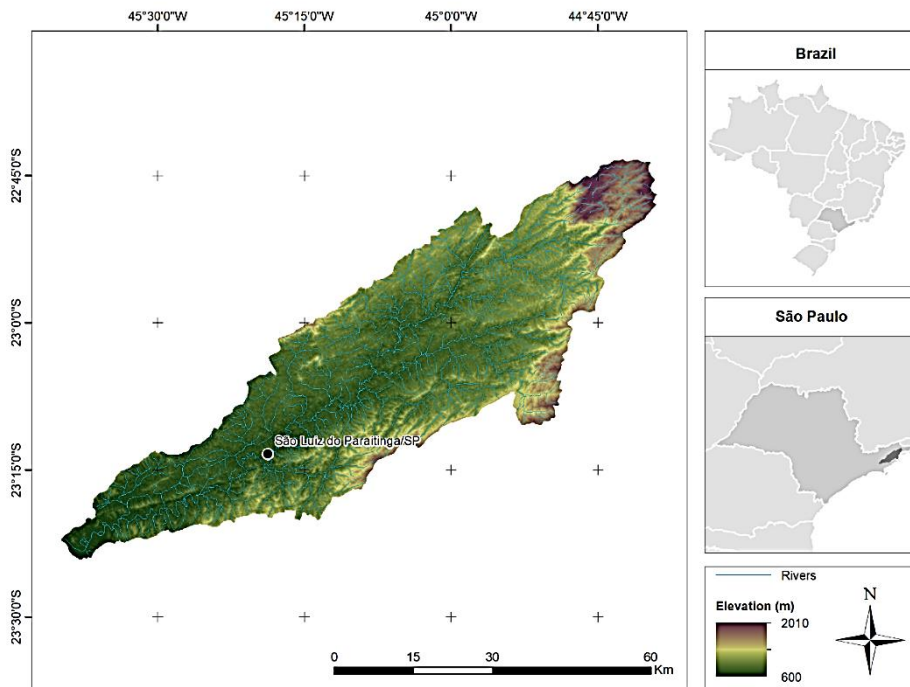 45°30'0"W 45°15'0"W 45°0'0"W 44°45'0"W
22°45'0"S
23°0'0"S
23°15'0"S
23°30'0"S
São Luiz do Paraitinga/SP
0 15 30 60
Km
Brazil
São Paulo
Rivers
Elevation (m)
2010
600
N